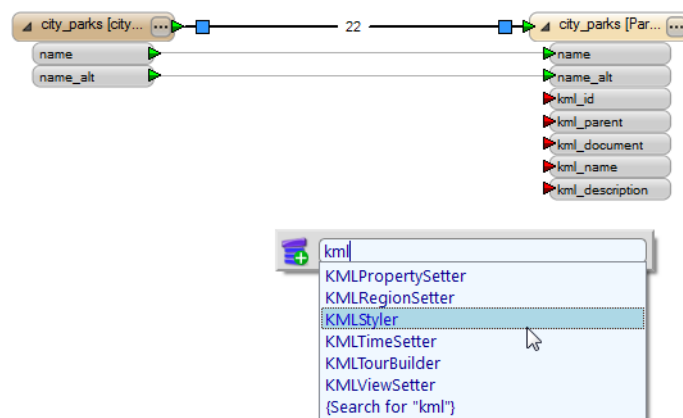 city_parks [city... ...
22
city_parks [Par... ...
name
name_alt
name
name_alt
kml_id
kml_parent
kml_document
kml_name
kml_description
kml
KMLPropertySetter
KMLRegionSetter
KMLStyler
KMLTimeSetter
KMLTourBuilder
KMLViewSetter
{Search for "kml"}